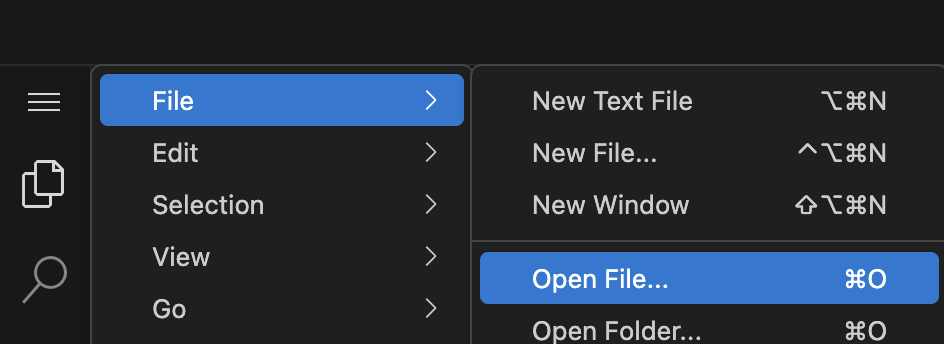 File
Edit
Selection
View
Go
New Text File ⌥⌘N
New File... ^⌥⌘N
New Window ⇧⌥⌘N
Open File... ⌘O
Open Folder... ⌘O